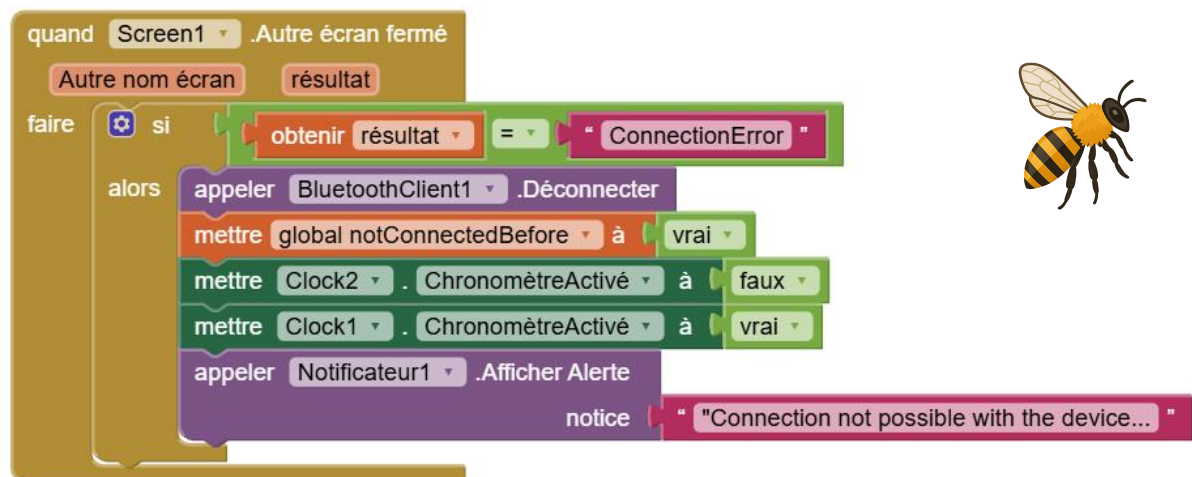 quand Screen1 .Autre écran fermé
Autre nom écran résultat
faire si obtenir résultat = “ ConnectionError ”
alors appeler BluetoothClient1 .Déconnecter
mettre global notConnectedBefore à vrai
mettre Clock2 . ChronomètreActivé à faux
mettre Clock1 . ChronomètreActivé à vrai
appeler Notificateur1 .Afficher Alerte
notice “ "Connection not possible with the device... ”